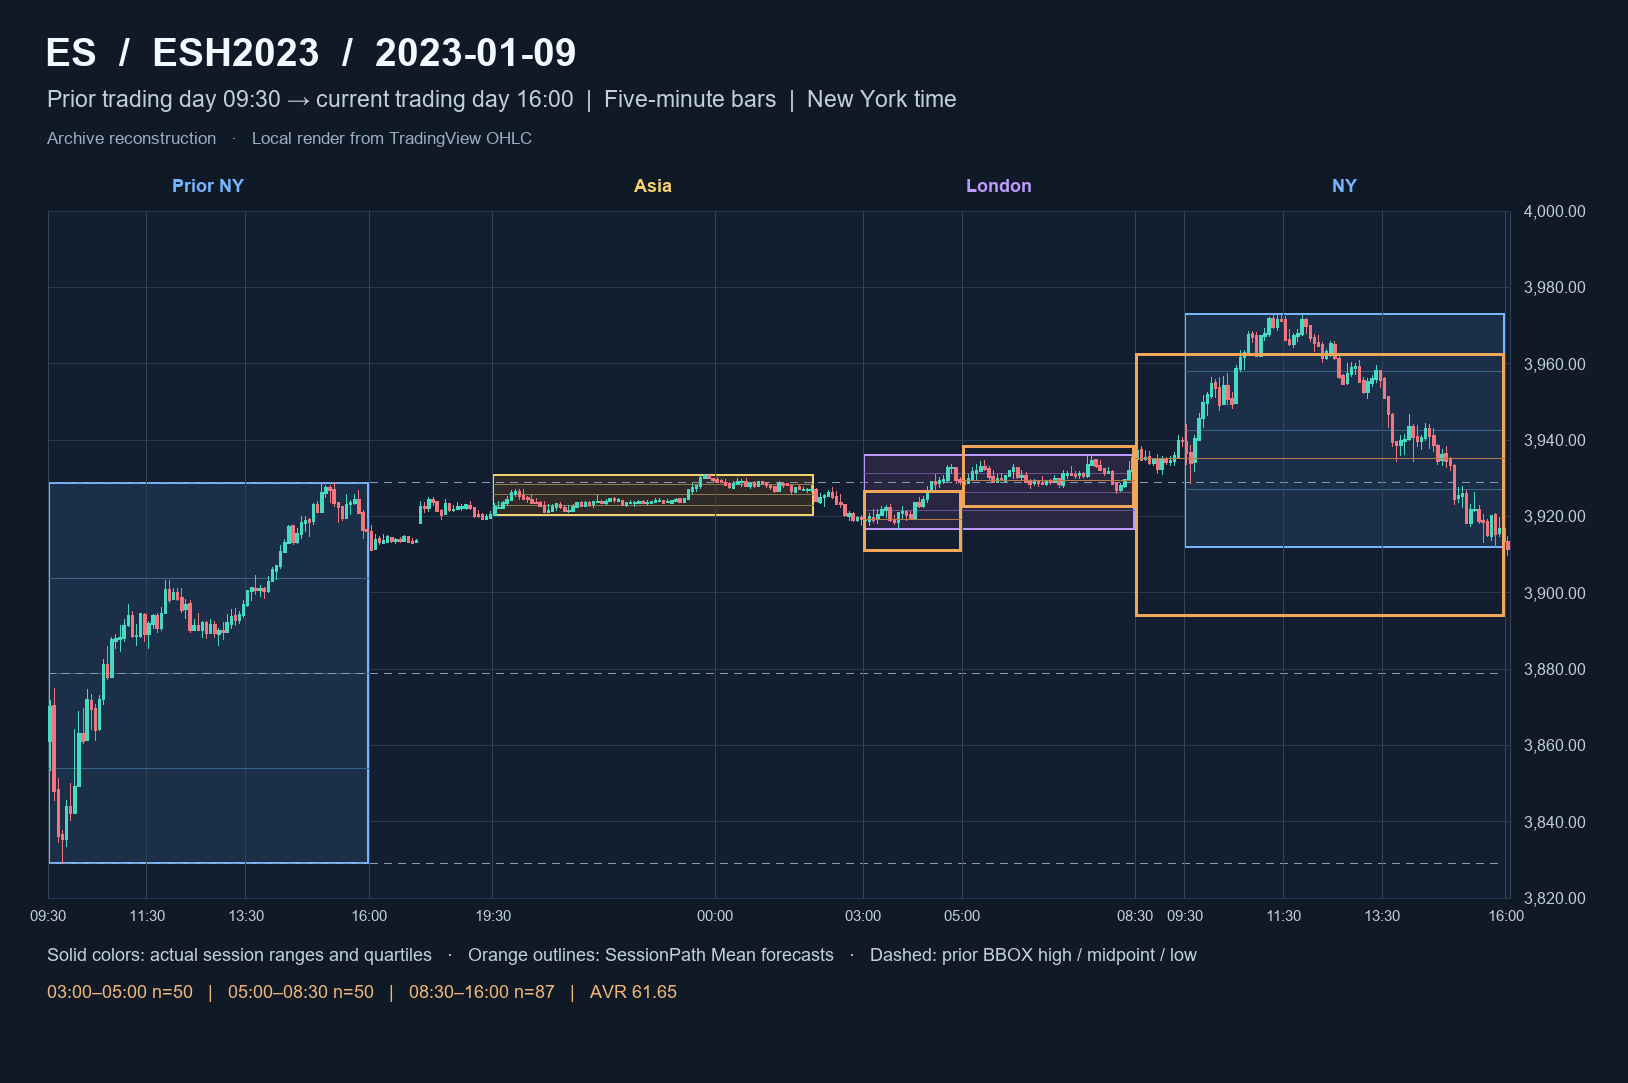 ES / ESH2023 / 2023-01-09
Prior trading day 09:30 → current trading day 16:00 | Five-minute bars | New York time
Archive reconstruction · Local render from TradingView OHLC
Prior NY Asia London NY
4,000.00
3,980.00
3,960.00
3,940.00
3,920.00
3,900.00
3,880.00
3,860.00
3,840.00
3,820.00
09:30 11:30 13:30 16:00 19:30 00:00 03:00 05:00 08:30 09:30 11:30 13:30 16:00
Solid colors: actual session ranges and quartiles · Orange outlines: SessionPath Mean forecasts · Dashed: prior BBOX high / midpoint / low
03:00–05:00 n=50 | 05:00–08:30 n=50 | 08:30–16:00 n=87 | AVR 61.65